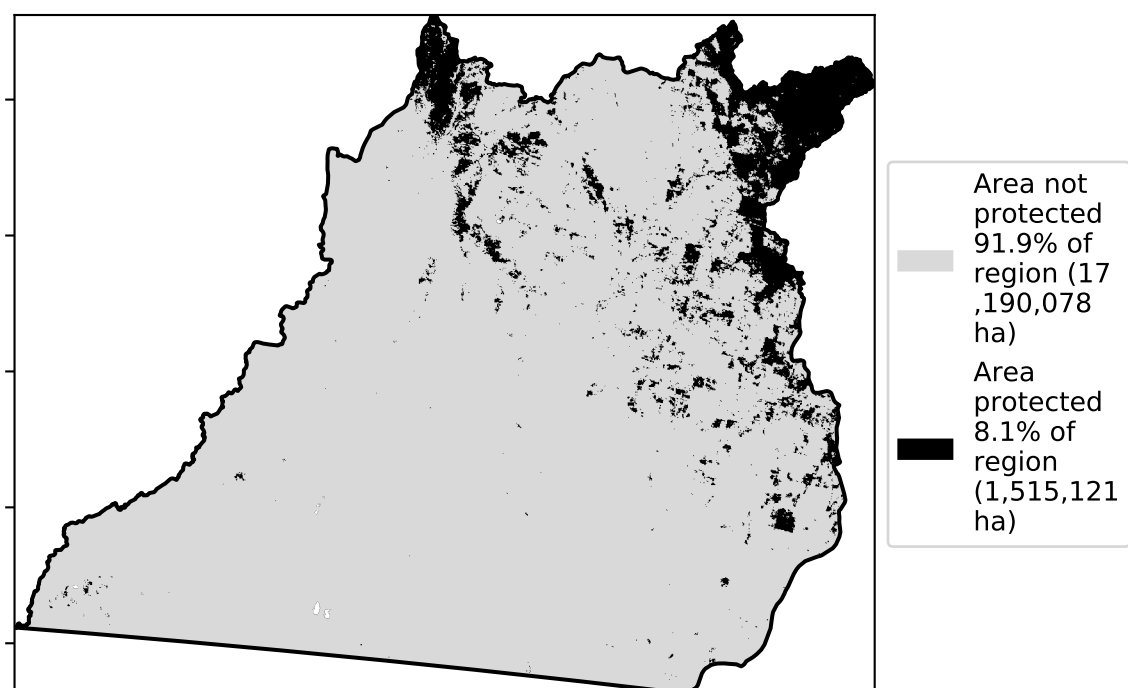 Area not
protected
91.9% of
region (17
,190,078
ha)
Area
protected
8.1% of
region
(1,515,121
ha)